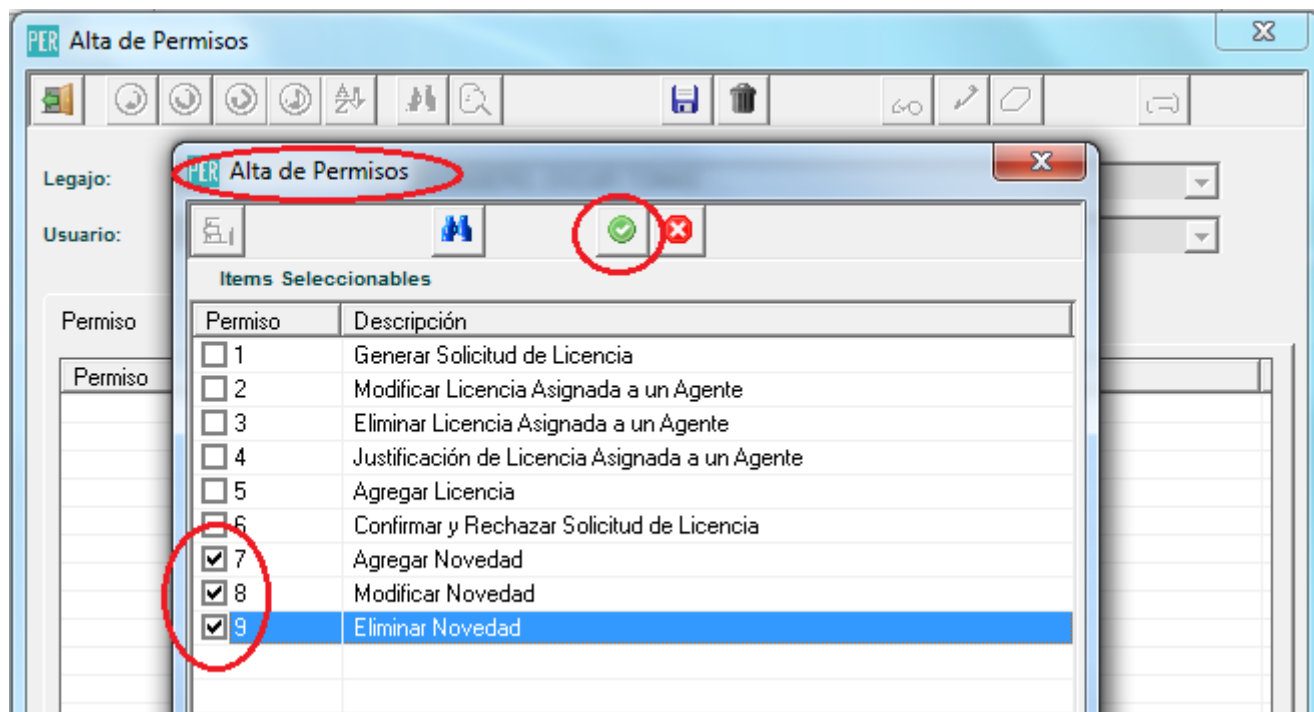 PER Alta de Permisos
Legajo:
Usuario:
Permiso
Permiso
PER Alta de Permisos
Items Seleccionables
Permiso Descripción
1 Generar Solicitud de Licencia
2 Modificar Licencia Asignada a un Agente
3 Eliminar Licencia Asignada a un Agente
4 Justificación de Licencia Asignada a un Agente
5 Agregar Licencia
6 Confirmar y Rechazar Solicitud de Licencia
7 Agregar Novedad
8 Modificar Novedad
9 Eliminar Novedad